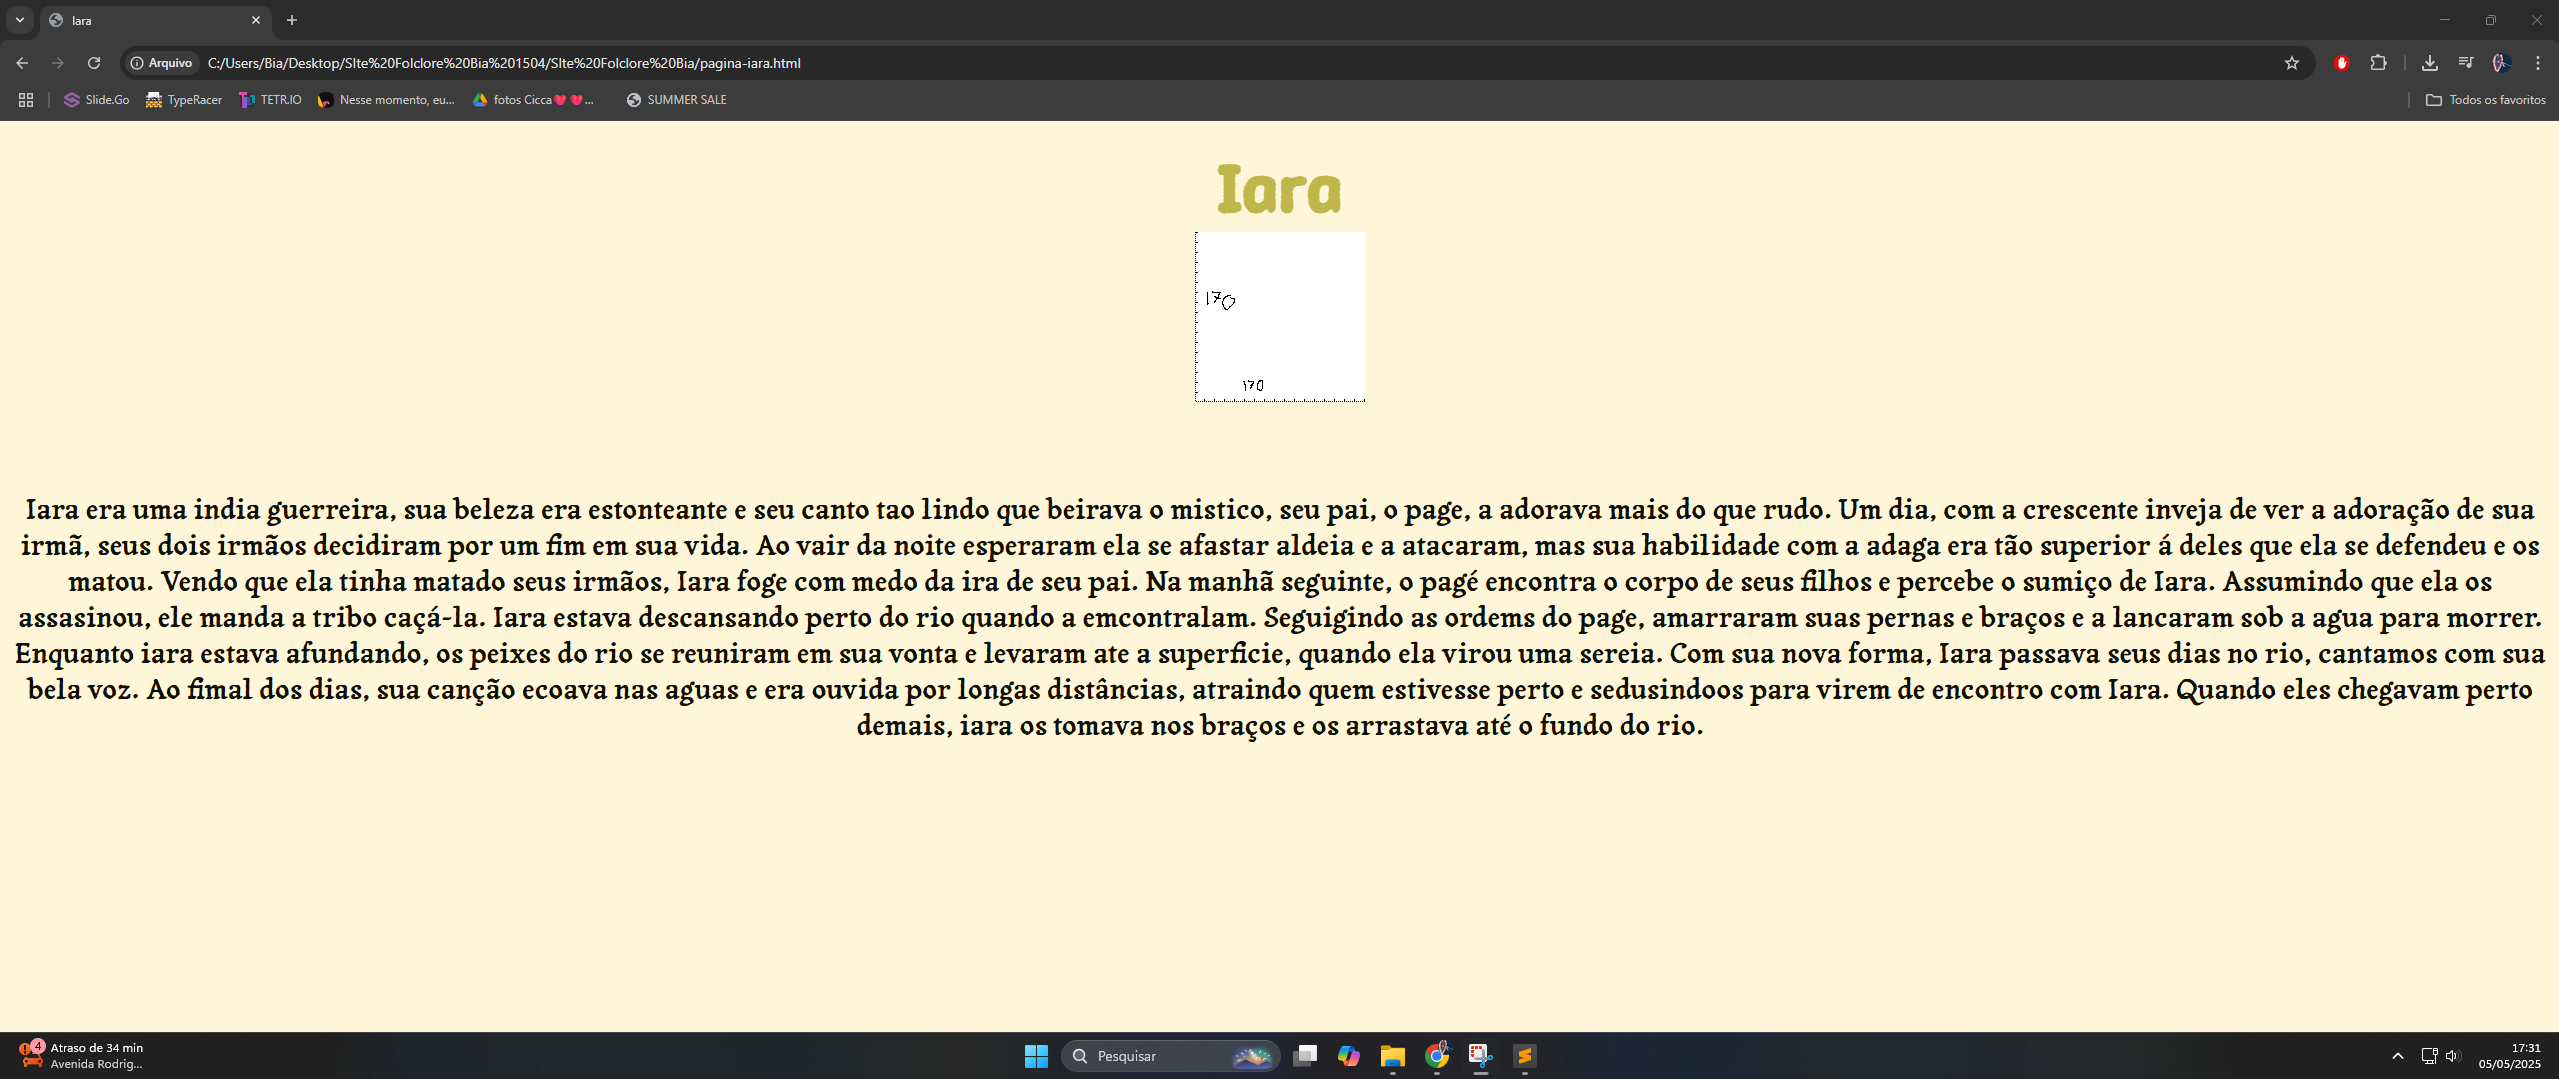 Iara
Arquivo C:/Users/Bia/Desktop/SIte%20Folclore%20Bia%201504/SIte%20Folclore%20Bia/pagina-iara.html
Slide.Go TypeRacer TETR.IO Nesse momento, eu... fotos Cicca❤️❤️... SUMMER SALE Todos os favoritos
Iara
170
170
Iara era uma india guerreira, sua beleza era estonteante e seu canto tao lindo que beirava o mistico, seu pai, o page, a adorava mais do que rudo. Um dia, com a crescente inveja de ver a adoração de sua
irmã, seus dois irmãos decidiram por um fim em sua vida. Ao vair da noite esperaram ela se afastar aldeia e a atacaram, mas sua habilidade com a adaga era tão superior á deles que ela se defendeu e os
matou. Vendo que ela tinha matado seus irmãos, Iara foge com medo da ira de seu pai. Na manhã seguinte, o pagé encontra o corpo de seus filhos e percebe o sumiço de Iara. Assumindo que ela os
assasinou, ele manda a tribo caçá-la. Iara estava descansando perto do rio quando a emcontralam. Seguigindo as ordems do page, amarraram suas pernas e braços e a lancaram sob a agua para morrer.
Enquanto iara estava afundando, os peixes do rio se reuniram em sua vonta e levaram ate a superficie, quando ela virou uma sereia. Com sua nova forma, Iara passava seus dias no rio, cantamos com sua
bela voz. Ao fimal dos dias, sua canção ecoava nas aguas e era ouvida por longas distâncias, atraindo quem estivesse perto e sedusindoos para virem de encontro com Iara. Quando eles chegavam perto
demais, iara os tomava nos braços e os arrastava até o fundo do rio.
4
Atraso de 34 min
Avenida Rodrig...
Pesquisar
17:31
05/05/2025